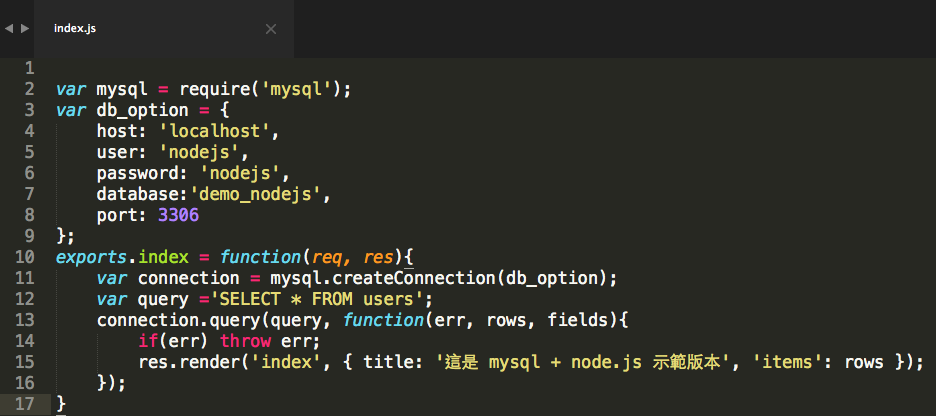 index.js
1
2 var mysql = require('mysql');
3 var db_option = {
4     host: 'localhost',
5     user: 'nodejs',
6     password: 'nodejs',
7     database:'demo_nodejs',
8     port: 3306
9 };
10 exports.index = function(req, res){
11     var connection = mysql.createConnection(db_option);
12     var query ='SELECT * FROM users';
13     connection.query(query, function(err, rows, fields){
14         if(err) throw err;
15         res.render('index', { title: '這是 mysql + node.js 示範版本', 'items': rows });
16     });
17 }